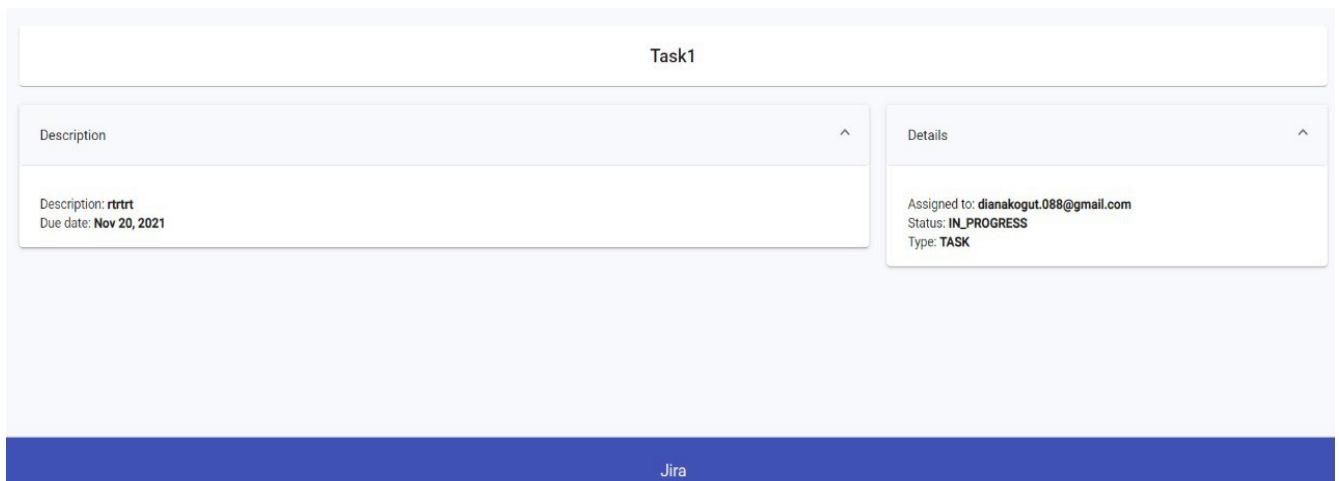 Task1
Description
Description: rtrtrt
Due date: Nov 20, 2021
Details
Assigned to: dianakogut.088@gmail.com
Status: IN_PROGRESS
Type: TASK
Jira